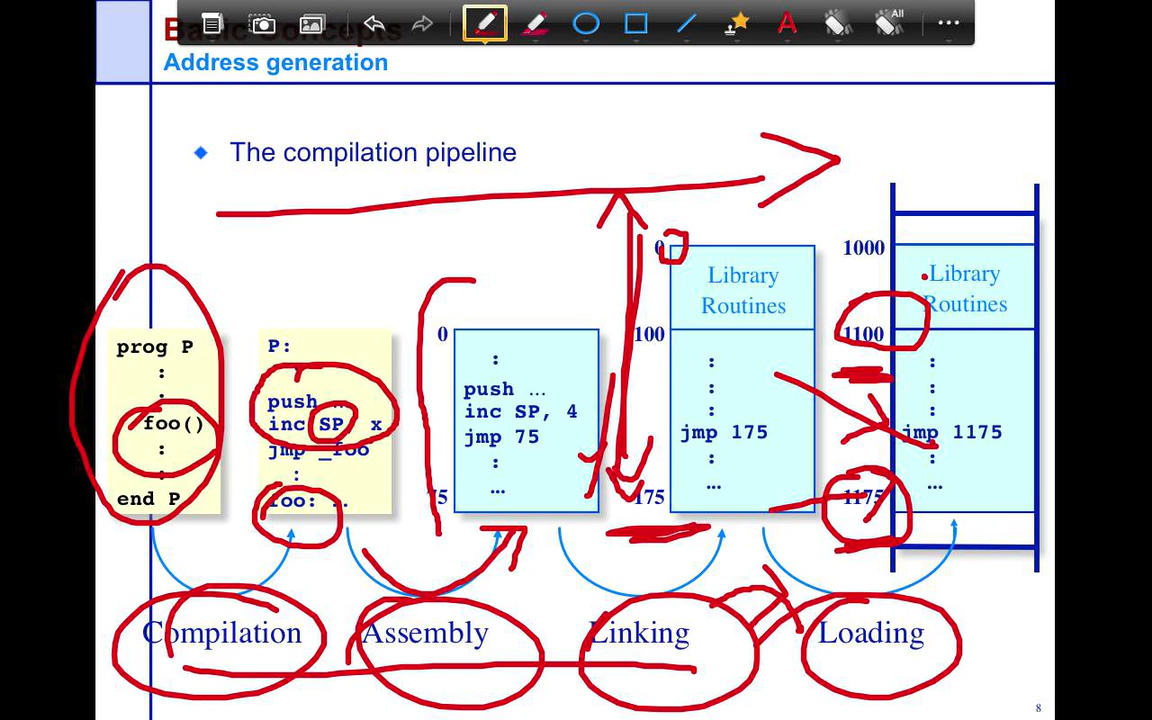 All
Basic Concepts
Address generation
The compilation pipeline
prog P
:
:
foo()
:
:
end P
P:
:
push ...
inc SP, x
jmp _foo
:
foo: ...
0
75
:
push ...
inc SP, 4
jmp 75
:
...
0
100
175
Library
Routines
:
:
:
jmp 175
:
...
1000
1100
1175
Library
Routines
:
:
:
jmp 1175
:
...
Compilation
Assembly
Linking
Loading
8